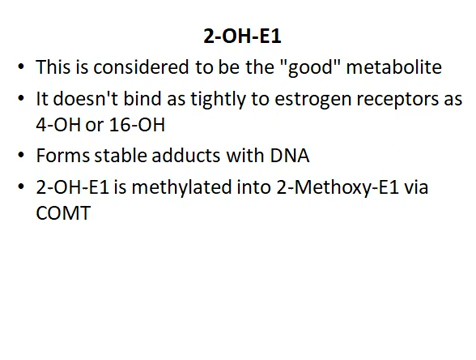 2-OH-E1
• This is considered to be the "good" metabolite
• It doesn't bind as tightly to estrogen receptors as
4-OH or 16-OH
• Forms stable adducts with DNA
• 2-OH-E1 is methylated into 2-Methoxy-E1 via
COMT